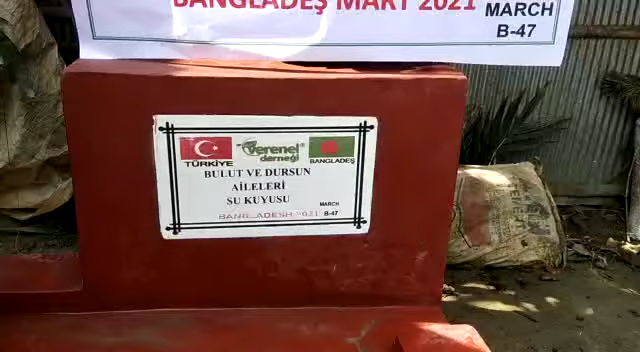 BANGLADEŞ MART 2021 MARCH
B-47
TÜRKİYE verenel derneği BANGLADEŞ
BULUT VE DURSUN
AİLELERİ
SU KUYUSU MARCH
BANGLADESH 2021 B-47